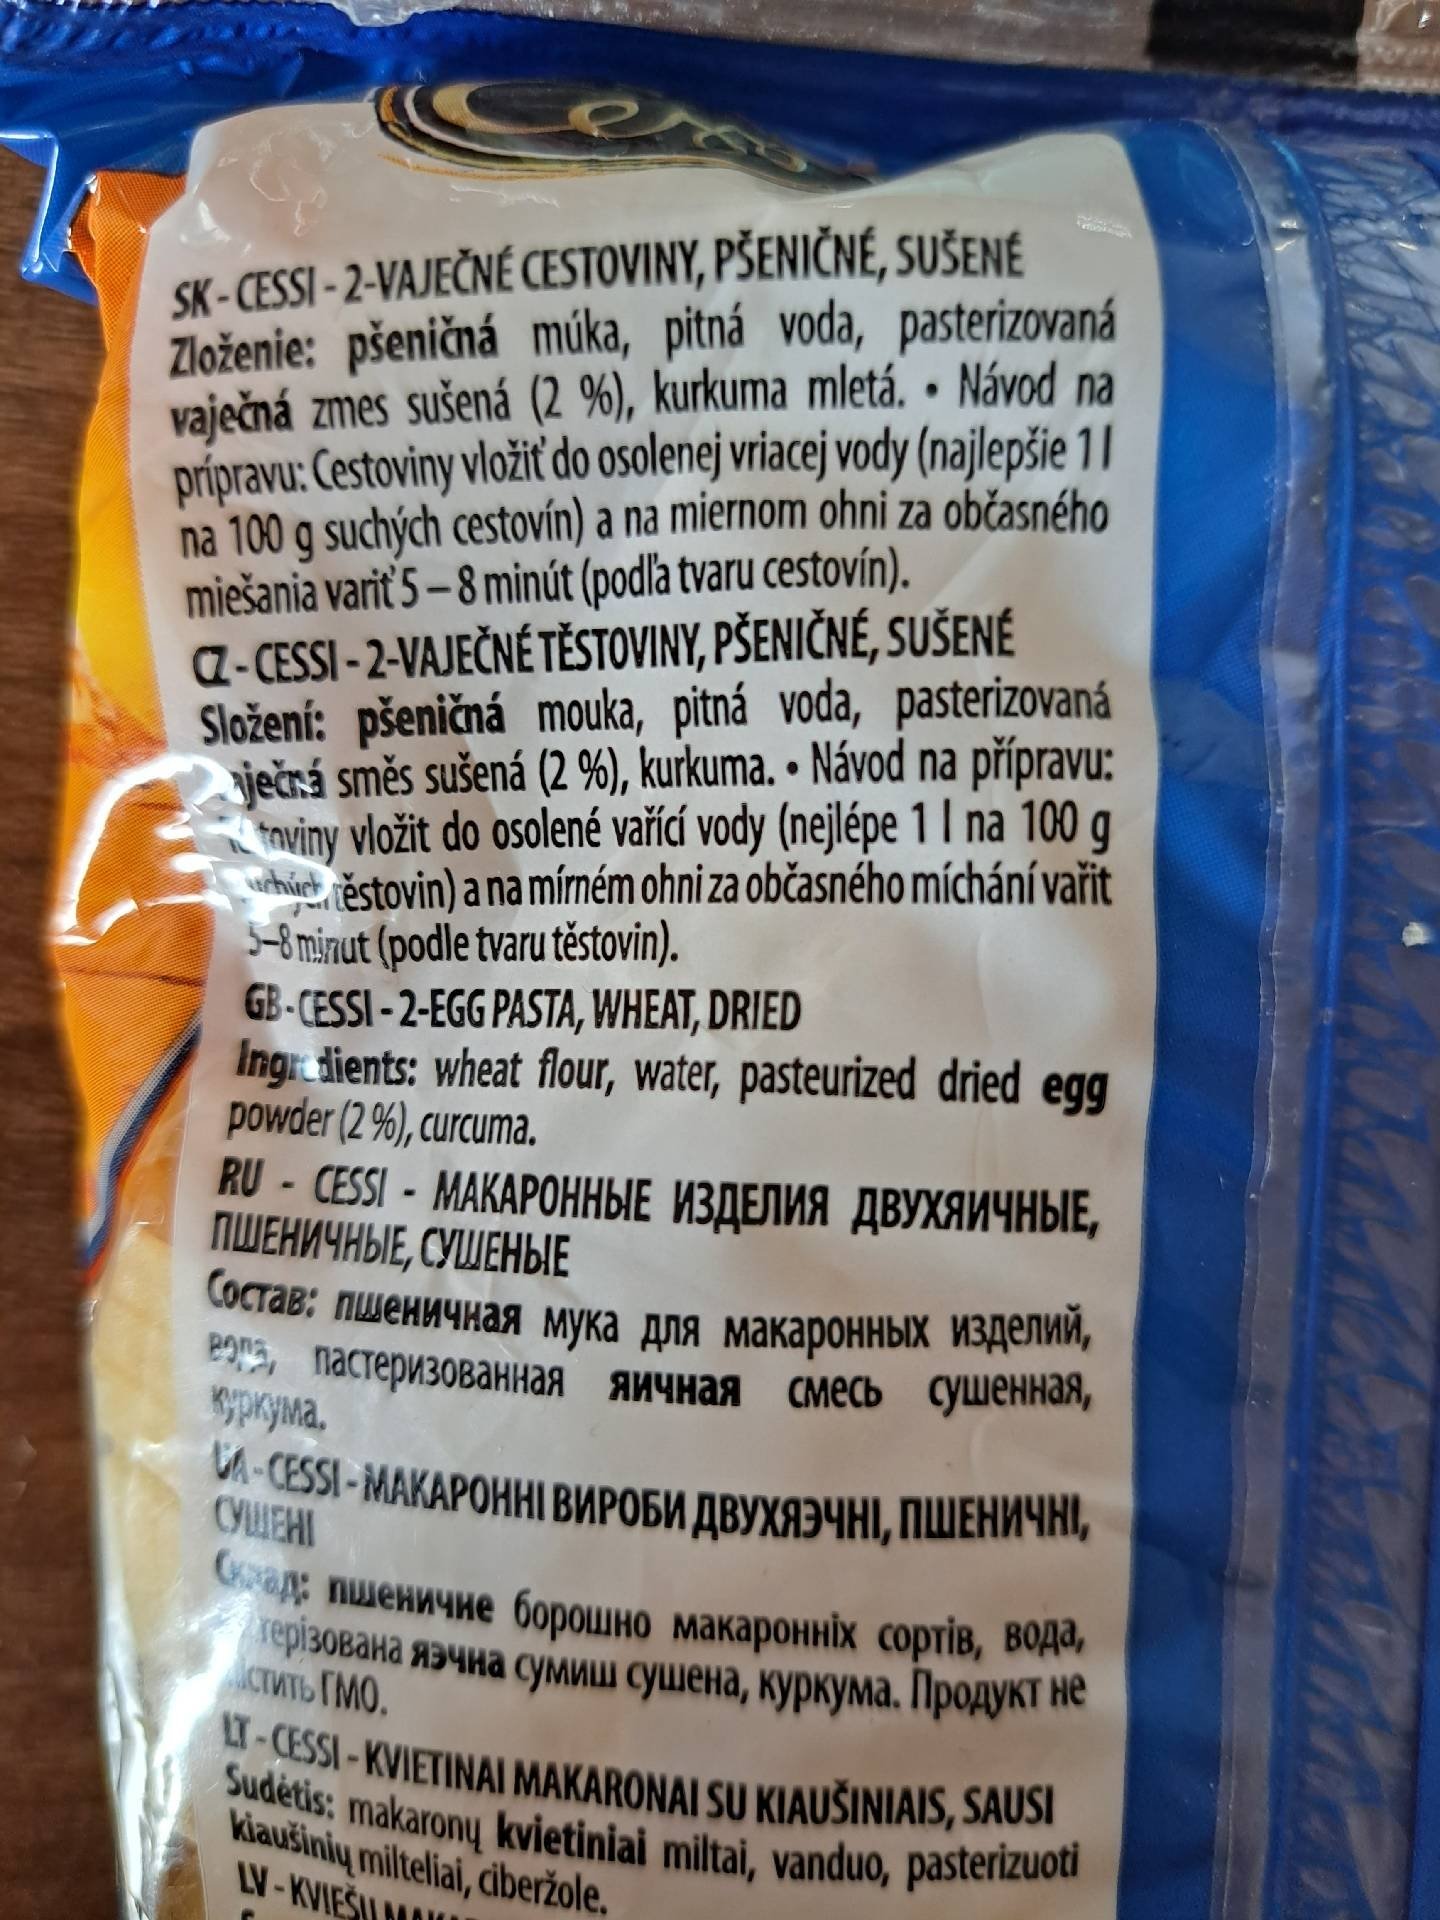 SK - CESSI - 2-VAJEČNÉ CESTOVINY, PŠENIČNÉ, SUŠENÉ
Zloženie: pšeničná múka, pitná voda, pasterizovaná
vaječná zmes sušená (2 %), kurkuma mletá. • Návod na
prípravu: Cestoviny vložiť do osolenej vriacej vody (najlepšie 1 l
na 100 g suchých cestovín) a na miernom ohni za občasného
miešania variť 5 – 8 minút (podľa tvaru cestovín).
CZ - CESSI - 2-VAJEČNÉ TĚSTOVINY, PŠENIČNÉ, SUŠENÉ
Složení: pšeničná mouka, pitná voda, pasterizovaná
směs sušená (2 %), kurkuma. • Návod na přípravu:
vložit do osolené vařící vody (nejlépe 1 l na 100 g
těstovin) a na mírném ohni za občasného míchání vařit
5–8 minut (podle tvaru těstovin).
GB - CESSI - 2-EGG PASTA, WHEAT, DRIED
Ingredients: wheat flour, water, pasteurized dried egg
powder (2 %), curcuma.
RU - CESSI - МАКАРОННЫЕ ИЗДЕЛИЯ ДВУХЯИЧНЫЕ,
ПШЕНИЧНЫЕ, СУШЕНЫЕ
Состав: пшеничная мука для макаронных изделий,
вода, пастеризованная яичная смесь сушенная,
куркума.
UA - CESSI - МАКАРОННІ ВИРОБИ ДВУХЯЭЧНІ, ПШЕНИЧНІ,
СУШЕНІ
Склад: пшеничне борошно макаронніх сортів, вода,
яэчна сумиш сушена, куркума. Продукт не
ГМО.
LT - CESSI - KVIETINAI MAKARONAI SU KIAUŠINIAIS, SAUSI
Sudėtis: makaronų kvietiniai miltai, vanduo, pasterizuoti
kiaušinių milteliai, ciberžole.
LV - KVIEŠU